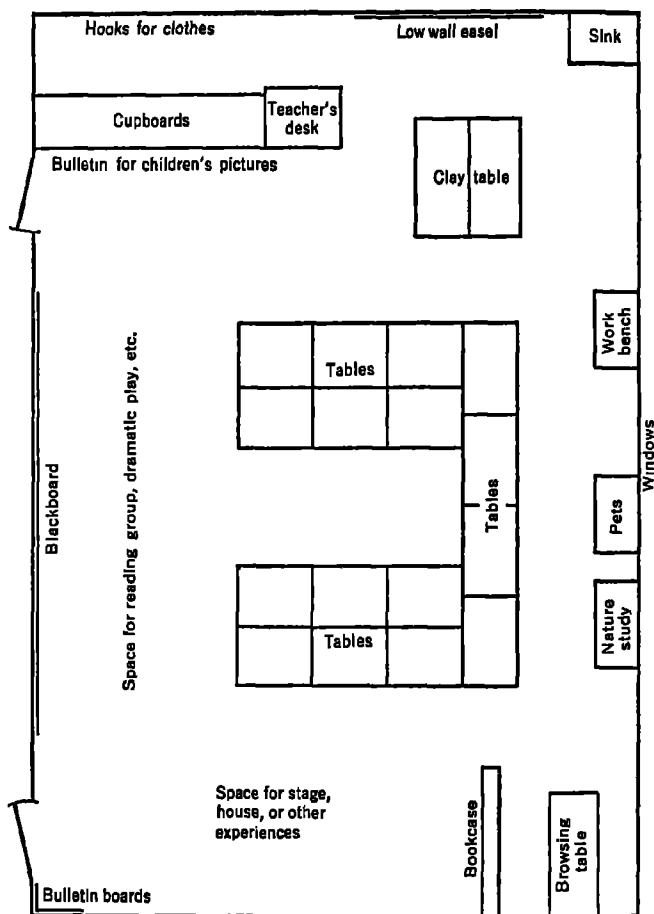 Hooks for clothes
Low wall easel
Sink
Cupboards
Teacher's
desk
Bulletin for children's pictures
Clay table
Work
bench
Tables
Space for reading group, dramatic play, etc.
Blackboard
Windows
Tables
Pets
Nature
study
Tables
Space for stage,
house, or other
experiences
Bookcase
Browsing
table
Bulletin boards